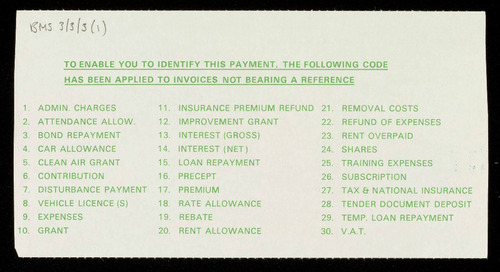 BMS 3/3/3 (1)
TO ENABLE YOU TO IDENTIFY THIS PAYMENT, THE FOLLOWING CODE
HAS BEEN APPLIED TO INVOICES NOT BEARING A REFERENCE
1. ADMIN. CHARGES
2. ATTENDANCE ALLOW.
3. BOND REPAYMENT
4. CAR ALLOWANCE
5. CLEAN AIR GRANT
6. CONTRIBUTION
7. DISTURBANCE PAYMENT
8. VEHICLE LICENCE (S)
9. EXPENSES
10. GRANT
11. INSURANCE PREMIUM REFUND
12. IMPROVEMENT GRANT
13. INTEREST (GROSS)
14. INTEREST (NET)
15. LOAN REPAYMENT
16. PRECEPT
17. PREMIUM
18. RATE ALLOWANCE
19. REBATE
20. RENT ALLOWANCE
21. REMOVAL COSTS
22. REFUND OF EXPENSES
23. RENT OVERPAID
24. SHARES
25. TRAINING EXPENSES
26. SUBSCRIPTION
27. TAX & NATIONAL INSURANCE
28. TENDER DOCUMENT DEPOSIT
29. TEMP. LOAN REPAYMENT
30. V.A.T.